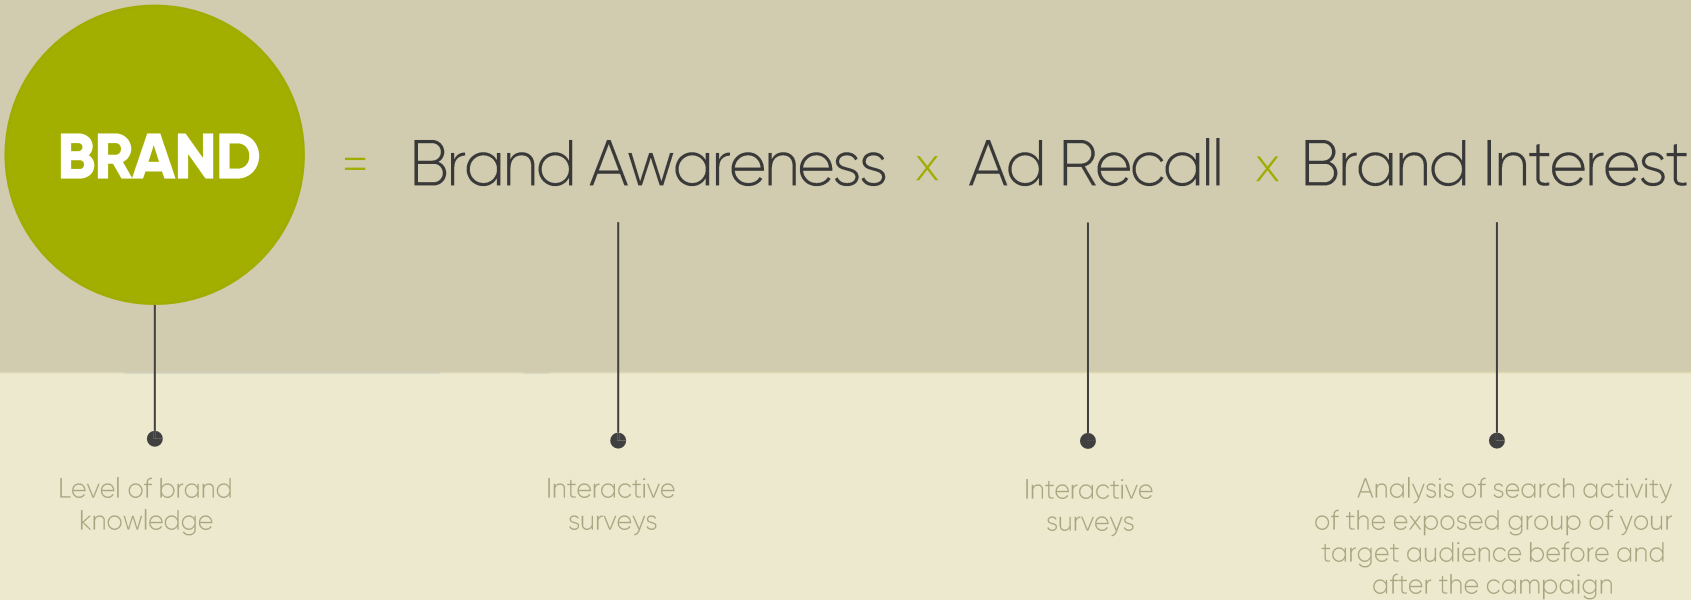 BRAND = Brand Awareness x Ad Recall x Brand Interest
Level of brand
knowledge
Interactive
surveys
Interactive
surveys
Analysis of search activity
of the exposed group of your
target audience before and
after the campaign